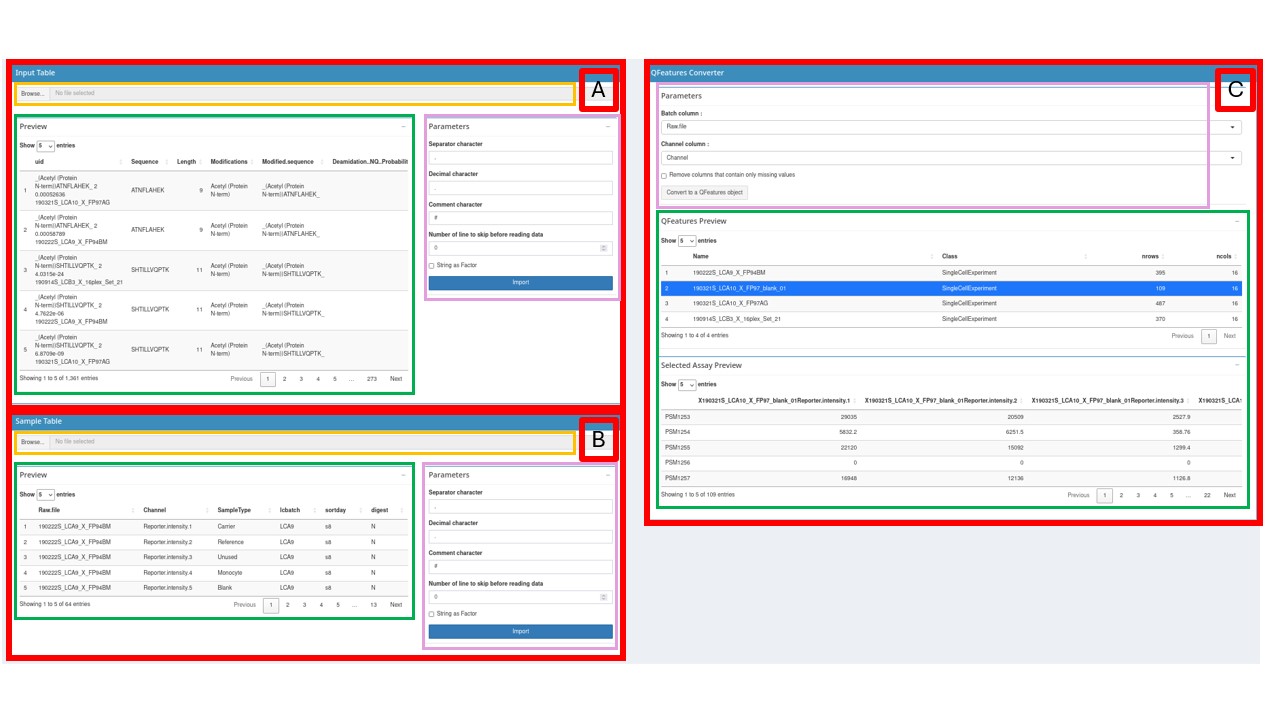 Input Table
A
Browse... No file selected
Preview
Show 5 entries
uid Sequence Length Modifications Modified.sequence Deamidation..NQ..Probabilit
1 _(Acetyl (Protein N-term))ATNFLAHEK_ 2 0.00052636 190321S_LCA10_X_FP97AG ATNFLAHEK 9 Acetyl (Protein N-term) _(Acetyl (Protein N-term))ATNFLAHEK_
2 _(Acetyl (Protein N-term))ATNFLAHEK_ 2 0.00058789 190222S_LCA9_X_FP94BM ATNFLAHEK 9 Acetyl (Protein N-term) _(Acetyl (Protein N-term))ATNFLAHEK_
3 _(Acetyl (Protein N-term))SHTILLVQPTK_ 2 4.0315e-24 190914S_LCB3_X_16plex_Set_21 SHTILLVQPTK 11 Acetyl (Protein N-term) _(Acetyl (Protein N-term))SHTILLVQPTK_
4 _(Acetyl (Protein N-term))SHTILLVQPTK_ 2 4.7622e-06 190222S_LCA9_X_FP94BM SHTILLVQPTK 11 Acetyl (Protein N-term) _(Acetyl (Protein N-term))SHTILLVQPTK_
5 _(Acetyl (Protein N-term))SHTILLVQPTK_ 2 6.8709e-09 190321S_LCA10_X_FP97AG SHTILLVQPTK 11 Acetyl (Protein N-term) _(Acetyl (Protein N-term))SHTILLVQPTK_
Showing 1 to 5 of 1,361 entries Previous 1 2 3 4 5 ... 273 Next
Parameters
Separator character
,
Decimal character
.
Comment character
#
Number of line to skip before reading data
0
String as Factor
Import
Sample Table
B
Browse... No file selected
Preview
Show 5 entries
Raw.file Channel SampleType lcbatch sortday digest
1 190222S_LCA9_X_FP94BM Reporter.intensity.1 Carrier LCA9 s8 N
2 190222S_LCA9_X_FP94BM Reporter.intensity.2 Reference LCA9 s8 N
3 190222S_LCA9_X_FP94BM Reporter.intensity.3 Unused LCA9 s8 N
4 190222S_LCA9_X_FP94BM Reporter.intensity.4 Monocyte LCA9 s8 N
5 190222S_LCA9_X_FP94BM Reporter.intensity.5 Blank LCA9 s8 N
Showing 1 to 5 of 64 entries Previous 1 2 3 4 5 ... 13 Next
Parameters
Separator character
,
Decimal character
.
Comment character
#
Number of line to skip before reading data
0
String as Factor
Import
QFeatures Converter
C
Parameters
Batch column :
Raw.file
Channel column :
Channel
Remove columns that contain only missing values
Convert to a QFeatures object
QFeatures Preview
Show 5 entries
Name Class nrows ncols
1 190222S_LCA9_X_FP94BM SingleCellExperiment 395 16
2 190321S_LCA10_X_FP97_blank_01 SingleCellExperiment 109 16
3 190321S_LCA10_X_FP97AG SingleCellExperiment 487 16
4 190914S_LCB3_X_16plex_Set_21 SingleCellExperiment 370 16
Showing 1 to 4 of 4 entries Previous 1 Next
Selected Assay Preview
Show 5 entries
X190321S_LCA10_X_FP97_blank_01Reporter.intensity.1 X190321S_LCA10_X_FP97_blank_01Reporter.intensity.2 X190321S_LCA10_X_FP97_blank_01Reporter.intensity.3 X190321S_LCA1
PSM1253 29035 20509 2527.9
PSM1254 5832.2 6251.5 358.76
PSM1255 22120 15092 1299.4
PSM1256 0 0 0
PSM1257 16948 12136 1126.8
Showing 1 to 5 of 109 entries Previous 1 2 3 4 5 ... 22 Next